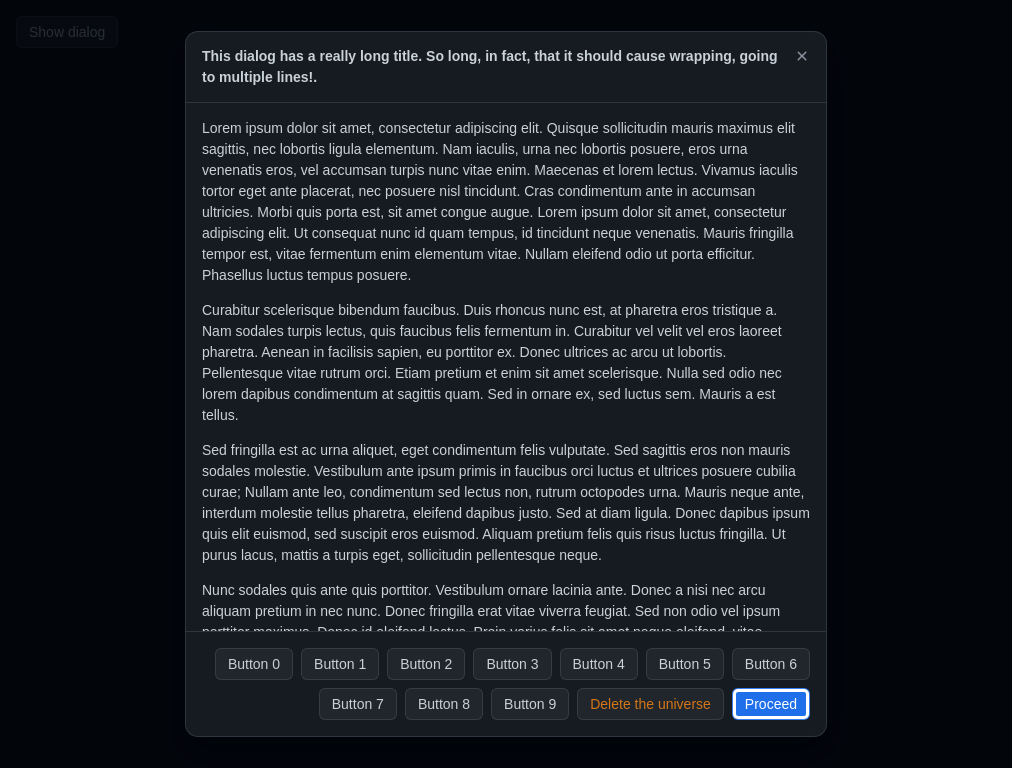 Show dialog
This dialog has a really long title. So long, in fact, that it should cause wrapping, going
to multiple lines!.
Lorem ipsum dolor sit amet, consectetur adipiscing elit. Quisque sollicitudin mauris maximus elit
sagittis, nec lobortis ligula elementum. Nam iaculis, urna nec lobortis posuere, eros urna
venenatis eros, vel accumsan turpis nunc vitae enim. Maecenas et lorem lectus. Vivamus iaculis
tortor eget ante placerat, nec posuere nisl tincidunt. Cras condimentum ante in accumsan
ultricies. Morbi quis porta est, sit amet congue augue. Lorem ipsum dolor sit amet, consectetur
adipiscing elit. Ut consequat nunc id quam tempus, id tincidunt neque venenatis. Mauris fringilla
tempor est, vitae fermentum enim elementum vitae. Nullam eleifend odio ut porta efficitur.
Phasellus luctus tempus posuere.
Curabitur scelerisque bibendum faucibus. Duis rhoncus nunc est, at pharetra eros tristique a.
Nam sodales turpis lectus, quis faucibus felis fermentum in. Curabitur vel velit vel eros laoreet
pharetra. Aenean in facilisis sapien, eu porttitor ex. Donec ultrices ac arcu ut lobortis.
Pellentesque vitae rutrum orci. Etiam pretium et enim sit amet scelerisque. Nulla sed odio nec
lorem dapibus condimentum at sagittis quam. Sed in ornare ex, sed luctus sem. Mauris a est
tellus.
Sed fringilla est ac urna aliquet, eget condimentum felis vulputate. Sed sagittis eros non mauris
sodales molestie. Vestibulum ante ipsum primis in faucibus orci luctus et ultrices posuere cubilia
curae; Nullam ante leo, condimentum sed lectus non, rutrum octopodes urna. Mauris neque ante,
interdum molestie tellus pharetra, eleifend dapibus justo. Sed at diam ligula. Donec dapibus ipsum
quis elit euismod, sed suscipit eros euismod. Aliquam pretium felis quis risus luctus fringilla. Ut
purus lacus, mattis a turpis eget, sollicitudin pellentesque neque.
Nunc sodales quis ante quis porttitor. Vestibulum ornare lacinia ante. Donec a nisi nec arcu
aliquam pretium in nec nunc. Donec fringilla erat vitae viverra feugiat. Sed non odio vel ipsum
porttitor maximus. Donec id eleifend lectus. Proin varius felis sit amet neque eleifend, vitae
Button 0 Button 1 Button 2 Button 3 Button 4 Button 5 Button 6
Button 7 Button 8 Button 9 Delete the universe Proceed